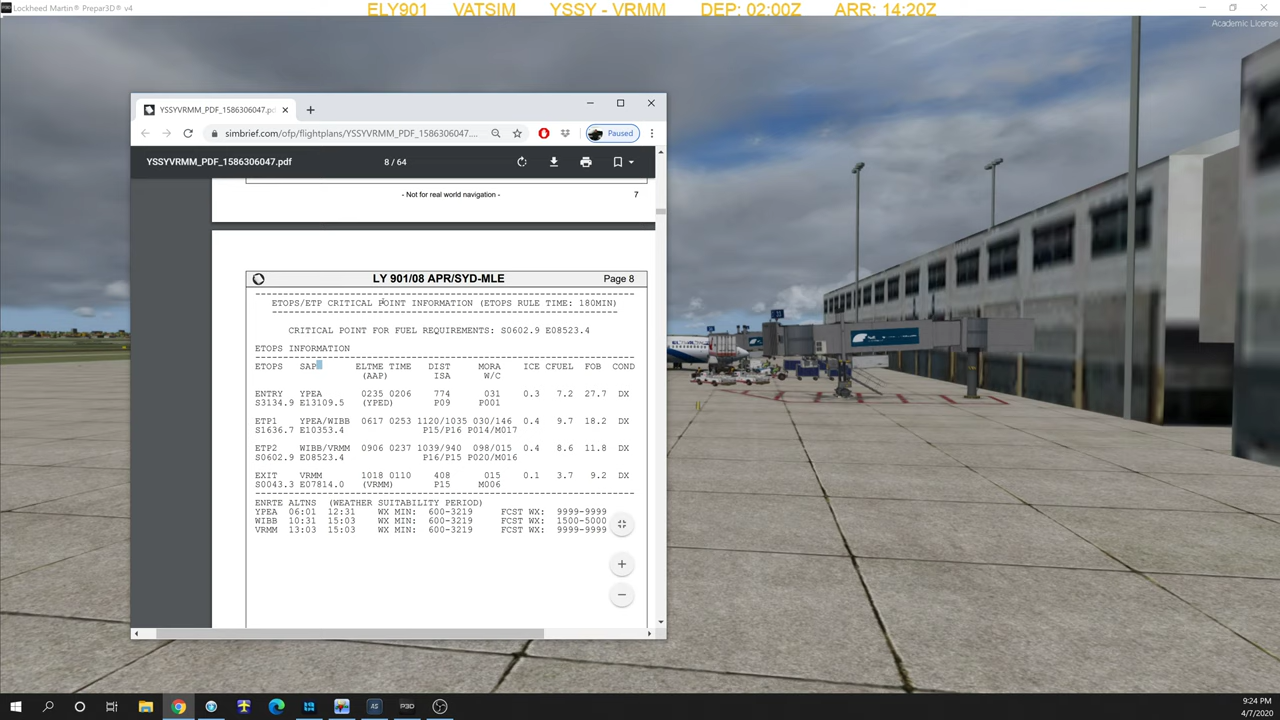 Lockheed Martin® Prepar3D® v4
ELY901 VATSIM YSSY - VRMM DEP: 02:00Z ARR: 14:20Z
Academic License
YSSYVRMM_PDF_1586306047.pd
simbrief.com/ofp/flightplans/YSSYVRMM_PDF_1586306047....
Paused
YSSYVRMM_PDF_1586306047.pdf
8 / 64
- Not for real world navigation -
7
LY 901/08 APR/SYD-MLE
Page 8
ETOPS/ETP CRITICAL POINT INFORMATION (ETOPS RULE TIME: 180MIN)
CRITICAL POINT FOR FUEL REQUIREMENTS: S0602.9 E08523.4
ETOPS INFORMATION
ETOPS SAP ELTME TIME DIST MORA ICE CFUEL FOB COND
(AAP) ISA W/C
ENTRY YPEA 0235 0206 774 031 0.3 7.2 27.7 DX
S3134.9 E13109.5 (YPED) P09 P001
ETP1 YPEA/WIBB 0617 0253 1120/1035 030/146 0.4 9.7 18.2 DX
S1636.7 E10353.4 P15/P16 P014/M017
ETP2 WIBB/VRMM 0906 0237 1039/940 098/015 0.4 8.6 11.8 DX
S0602.9 E08523.4 P16/P15 P020/M016
EXIT VRMM 1018 0110 408 015 0.1 3.7 9.2 DX
S0043.3 E07814.0 (VRMM) P15 M006
ENRTE ALTNS (WEATHER SUITABILITY PERIOD)
YPEA 06:01 12:31 WX MIN: 600-3219 FCST WX: 9999-9999
WIBB 10:31 15:03 WX MIN: 600-3219 FCST WX: 1500-5000
VRMM 13:03 15:03 WX MIN: 600-3219 FCST WX: 9999-9999
AS
P3D
9:24 PM
4/7/2020